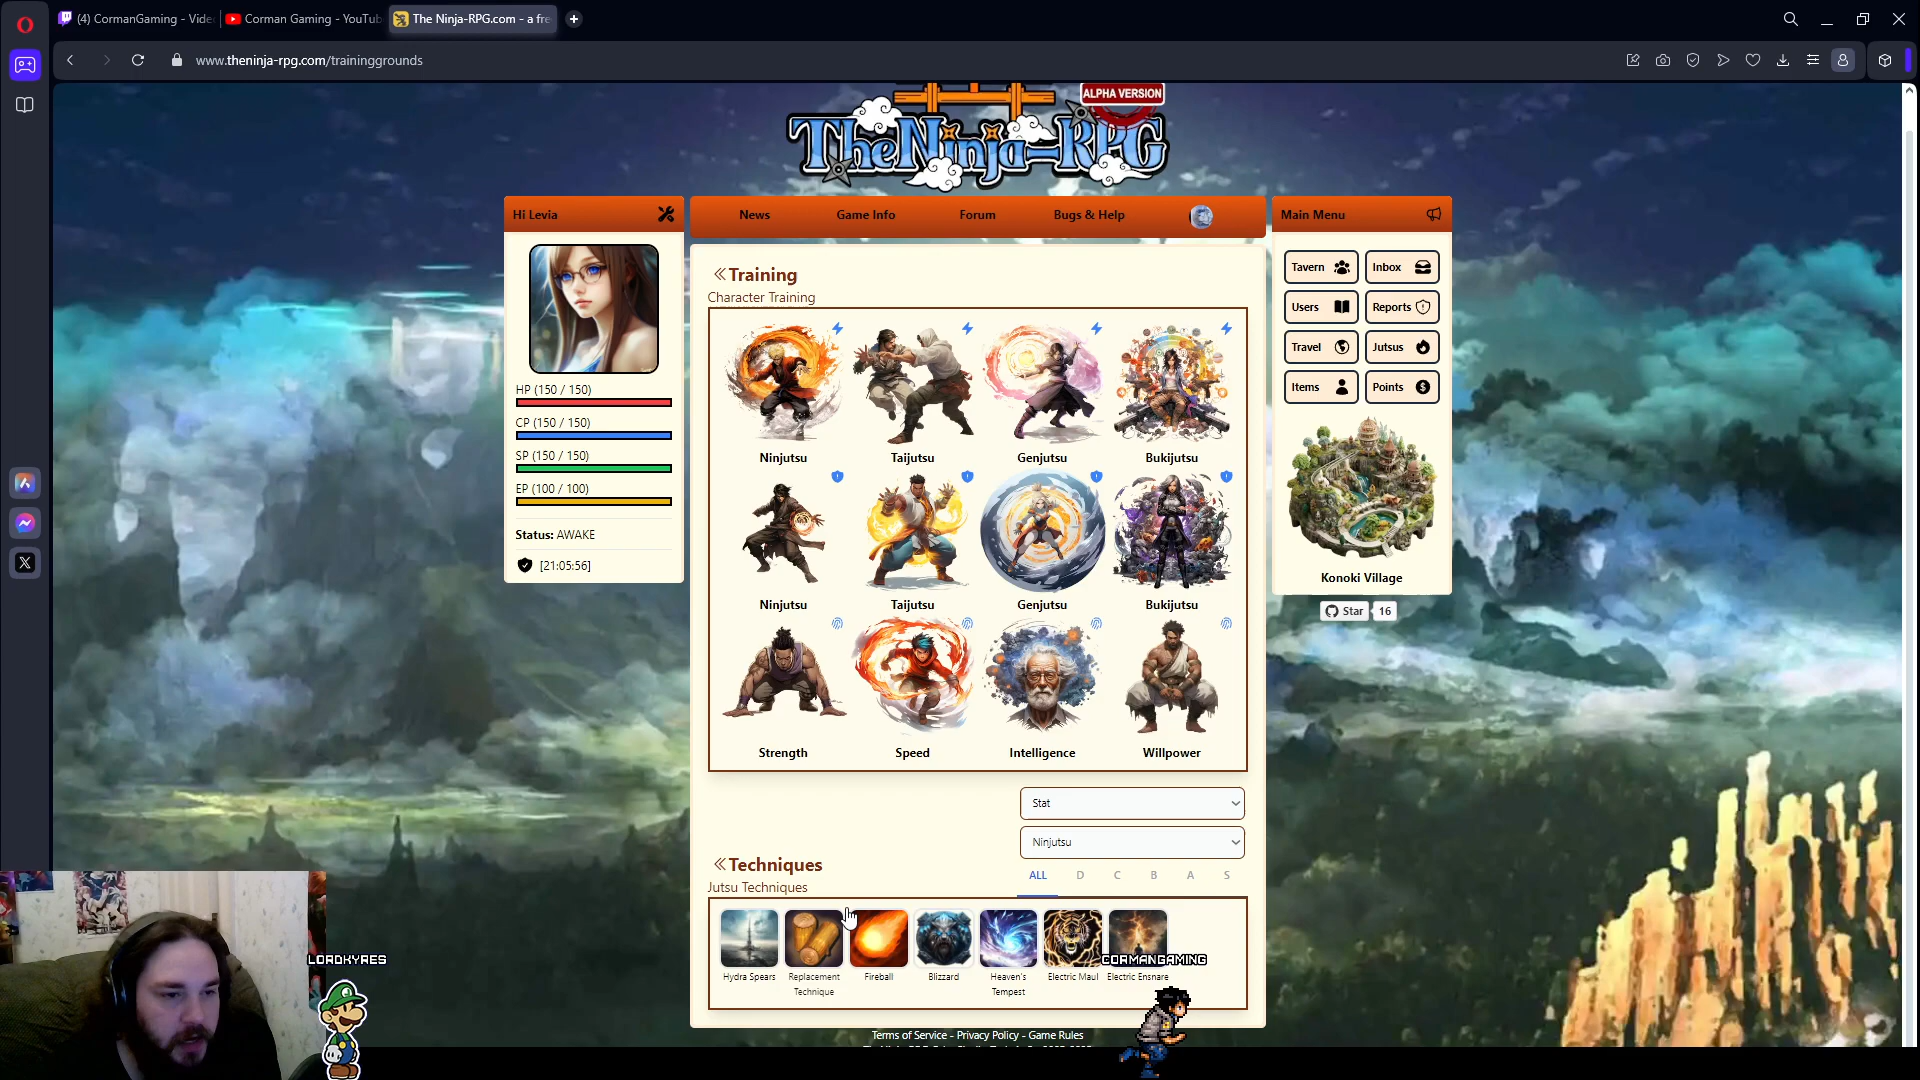 (4) CormanGaming - Vide
Corman Gaming - YouTub
The Ninja-RPG.com - a fre
www.theninja-rpg.com/traininggrounds
ALPHA VERSION
TheNinja-RPG
Hi Levia
News
Game Info
Forum
Bugs & Help
Main Menu
HP (150 / 150)
CP (150 / 150)
SP (150 / 150)
EP (100 / 100)
Status: AWAKE
[21:05:56]
Training
Character Training
Ninjutsu
Taijutsu
Genjutsu
Bukijutsu
Ninjutsu
Taijutsu
Genjutsu
Bukijutsu
Strength
Speed
Intelligence
Willpower
Tavern
Inbox
Users
Reports
Travel
Jutsus
Items
Points
Konoki Village
Star
16
Stat
Ninjutsu
Techniques
Jutsu Techniques
ALL
D
C
B
A
S
Hydra Spears
Replacement
Technique
Fireball
Blizzard
Heaven's
Tempest
Electric Maul
Electric Ensnare
LORDKYRES
CORMANGAMING
Terms of Service - Privacy Policy - Game Rules